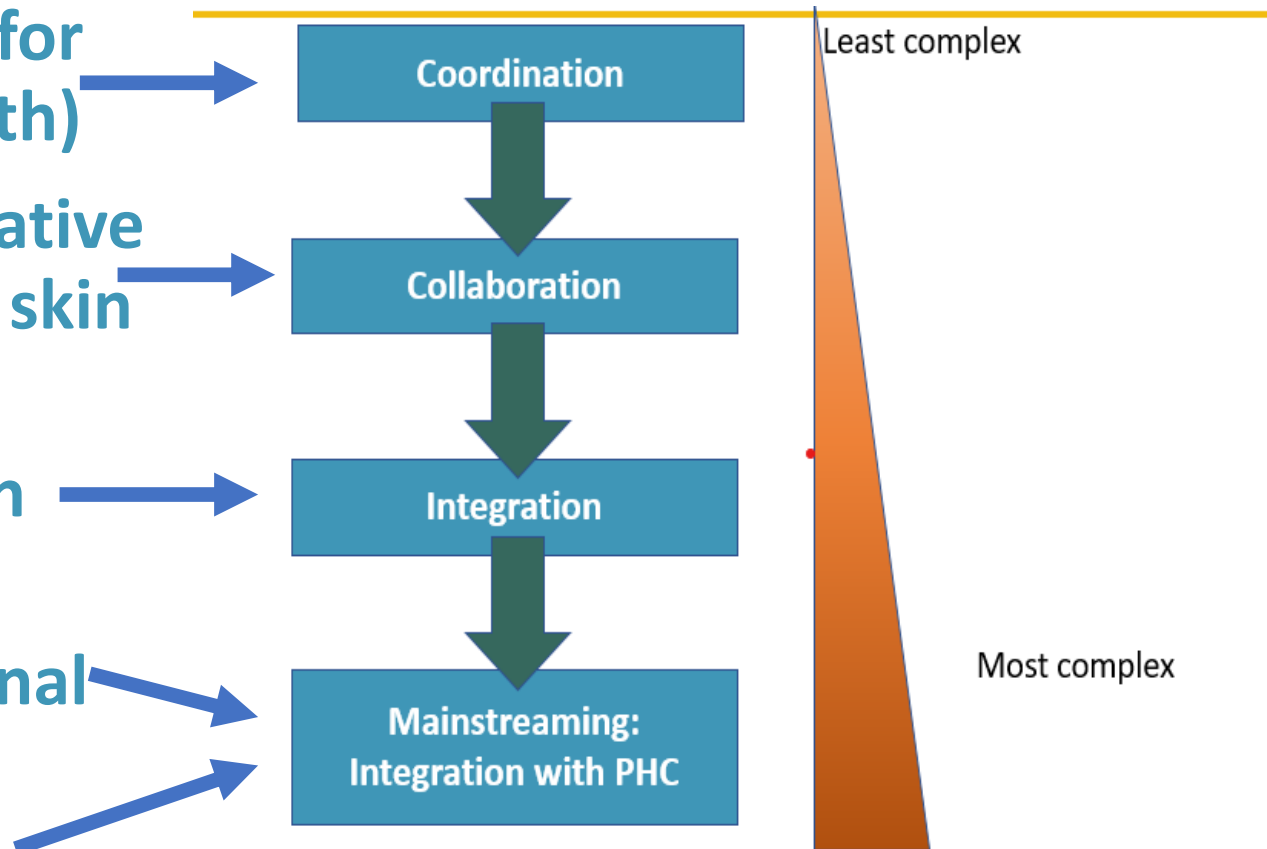 for
th)
ative
skin
n
nal
Coordination
Collaboration
Integration
Mainstreaming:
Integration with PHC
Least complex
Most complex